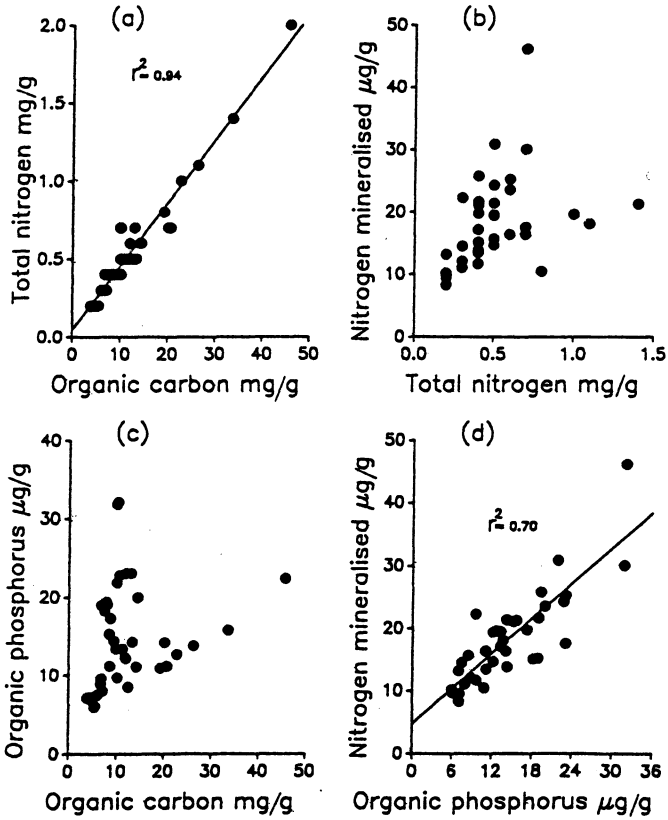 (a)
2.0
1.5
1.0
0.5
0.0
r² = 0.94
Total nitrogen mg/g
0 10 20 30 40 50
Organic carbon mg/g
(b)
50
40
30
20
10
0
Nitrogen mineralised µg/g
0.0 0.5 1.0 1.5
Total nitrogen mg/g
(c)
40
30
20
10
0
Organic phosphorus µg/g
0 10 20 30 40 50
Organic carbon mg/g
(d)
50
40
30
20
10
0
r² = 0.70
Nitrogen mineralised µg/g
0 6 12 18 24 30 36
Organic phosphorus µg/g